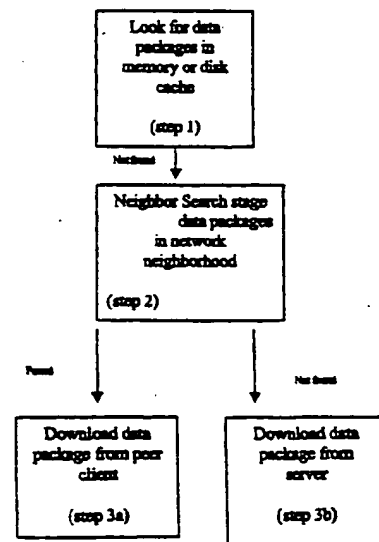 Look for data
packages in
memory or disk
cache
(step 1)
Not found
Neighbor Search stage
data packages
in network
neighborhood
(step 2)
Found
Not found
Download data
package from peer
client
(step 3a)
Download data
package from
server
(step 3b)